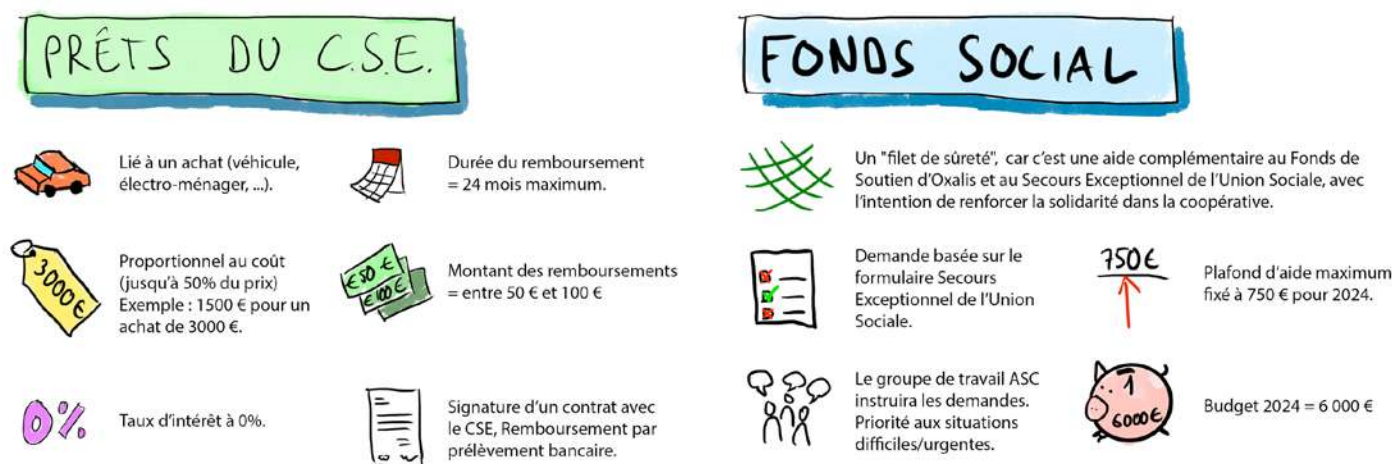 PRÊTS DU C.S.E.
Lié à un achat (véhicule,
électro-ménager, ...).
Durée du remboursement
= 24 mois maximum.
3000 €
Proportionnel au coût
(jusqu'à 50% du prix)
Exemple : 1500 € pour un
achat de 3000 €.
€ 50 €
€ 100 €
Montant des remboursements
= entre 50 € et 100 €
0%
Taux d'intérêt à 0%.
Signature d'un contrat avec
le CSE, Remboursement par
prélèvement bancaire.
FONDS SOCIAL
Un "filet de sûreté", car c'est une aide complémentaire au Fonds de
Soutien d'Oxalis et au Secours Exceptionnel de l'Union Sociale, avec
l'intention de renforcer la solidarité dans la coopérative.
Demande basée sur le
formulaire Secours
Exceptionnel de l'Union
Sociale.
750 €
Plafond d'aide maximum
fixé à 750 € pour 2024.
Le groupe de travail ASC
instruira les demandes.
Priorité aux situations
difficiles/urgentes.
6000 €
Budget 2024 = 6 000 €